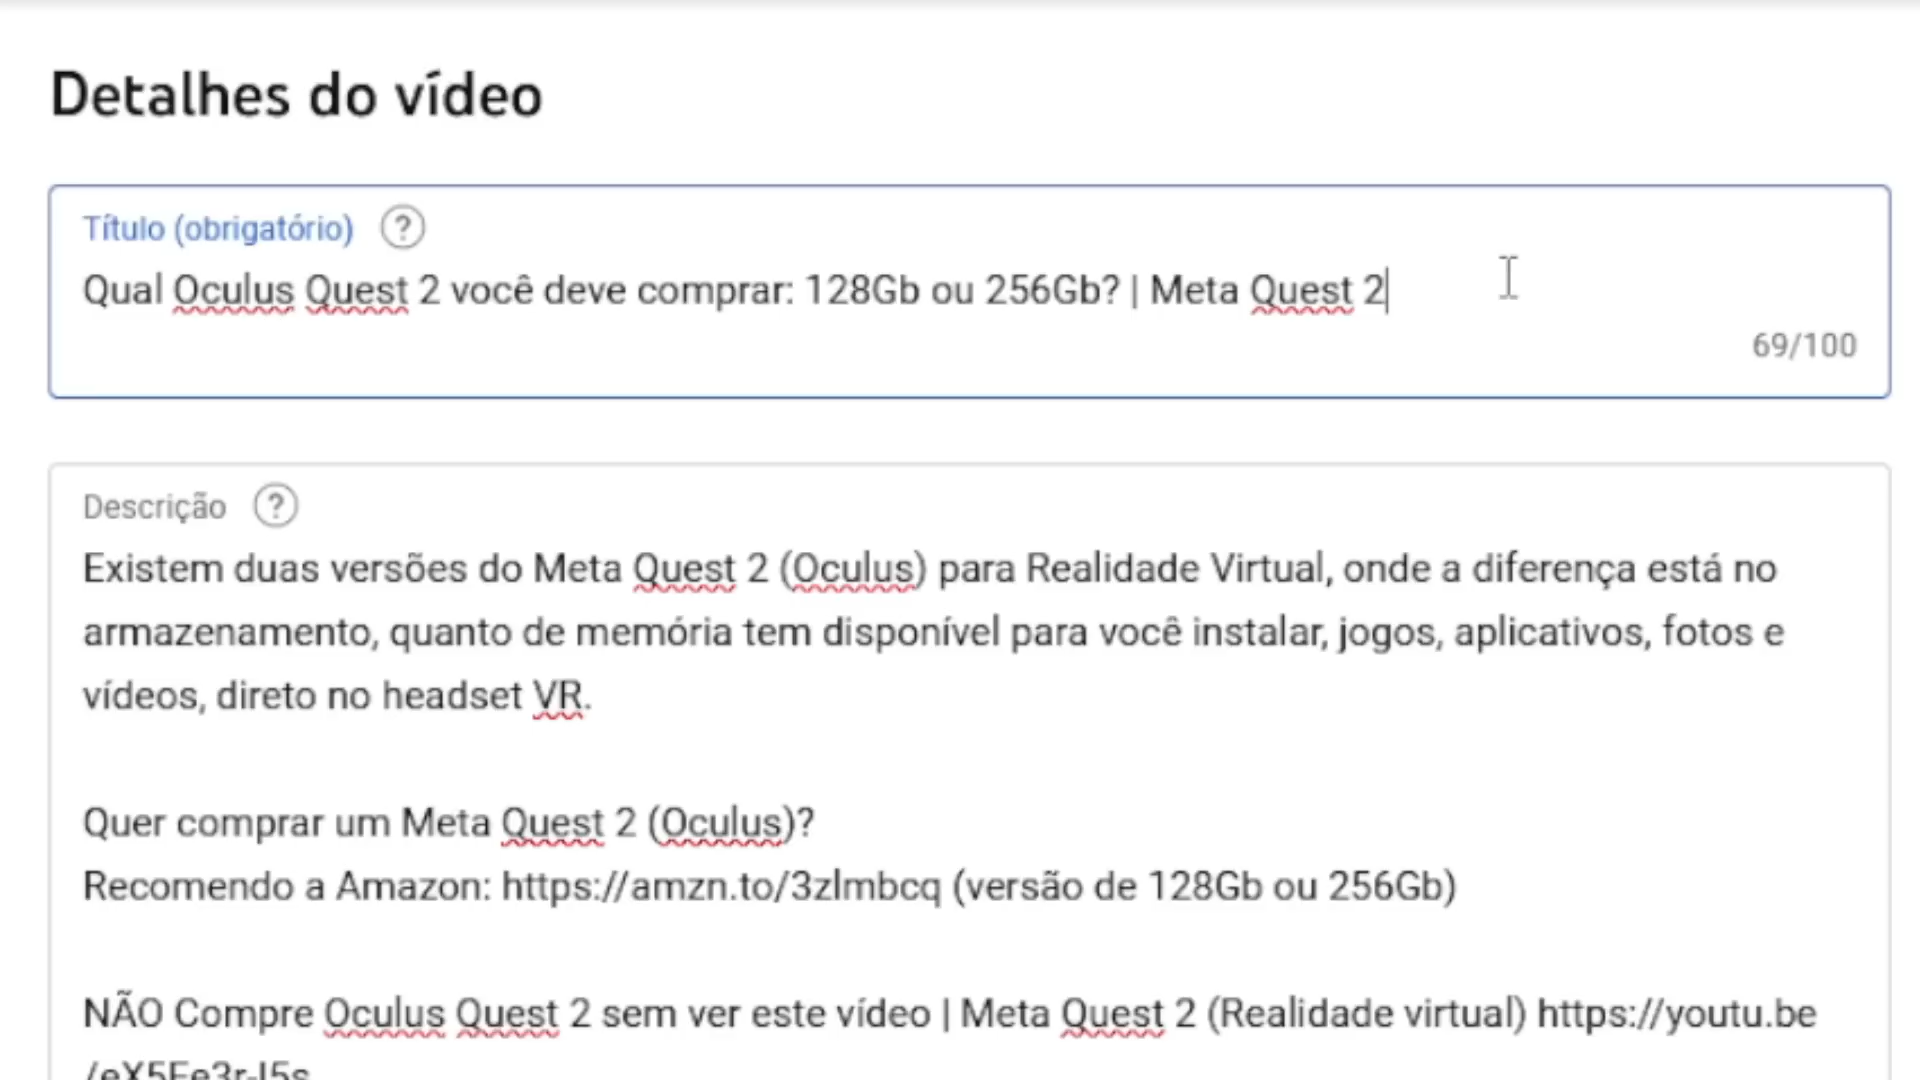 Detalhes do vídeo
Título (obrigatório) ?
Qual Oculus Quest 2 você deve comprar: 128Gb ou 256Gb? | Meta Quest 2
69/100
Descrição ?
Existem duas versões do Meta Quest 2 (Oculus) para Realidade Virtual, onde a diferença está no
armazenamento, quanto de memória tem disponível para você instalar, jogos, aplicativos, fotos e
vídeos, direto no headset VR.
Quer comprar um Meta Quest 2 (Oculus)?
Recomendo a Amazon: https://amzn.to/3zlmbcq (versão de 128Gb ou 256Gb)
NÃO Compre Oculus Quest 2 sem ver este vídeo | Meta Quest 2 (Realidade virtual) https://youtu.be